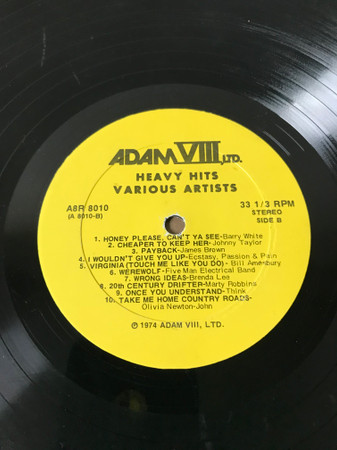 ADAM VIII, LTD.
HEAVY HITS
VARIOUS ARTISTS
A8R 8010
(A 8010-B)
33 1/3 RPM
STEREO
SIDE B
1. HONEY PLEASE, CAN'T YA SEE-Barry White
2. CHEAPER TO KEEP HER-Johnny Taylor
3. PAYBACK-James Brown
4. I WOULDN'T GIVE YOU UP-Ecstasy, Passion & Pain
5. VIRGINIA (TOUCH ME LIKE YOU DO) - Bill Amesbury
6. WEREWOLF-Five Man Electrical Band
7. WRONG IDEAS-Brenda Lee
8. 20th CENTURY DRIFTER-Marty Robbins
9. ONCE YOU UNDERSTAND-Think
10. TAKE ME HOME COUNTRY ROADS-
Olivia Newton-John
℗ 1974 ADAM VIII, LTD.